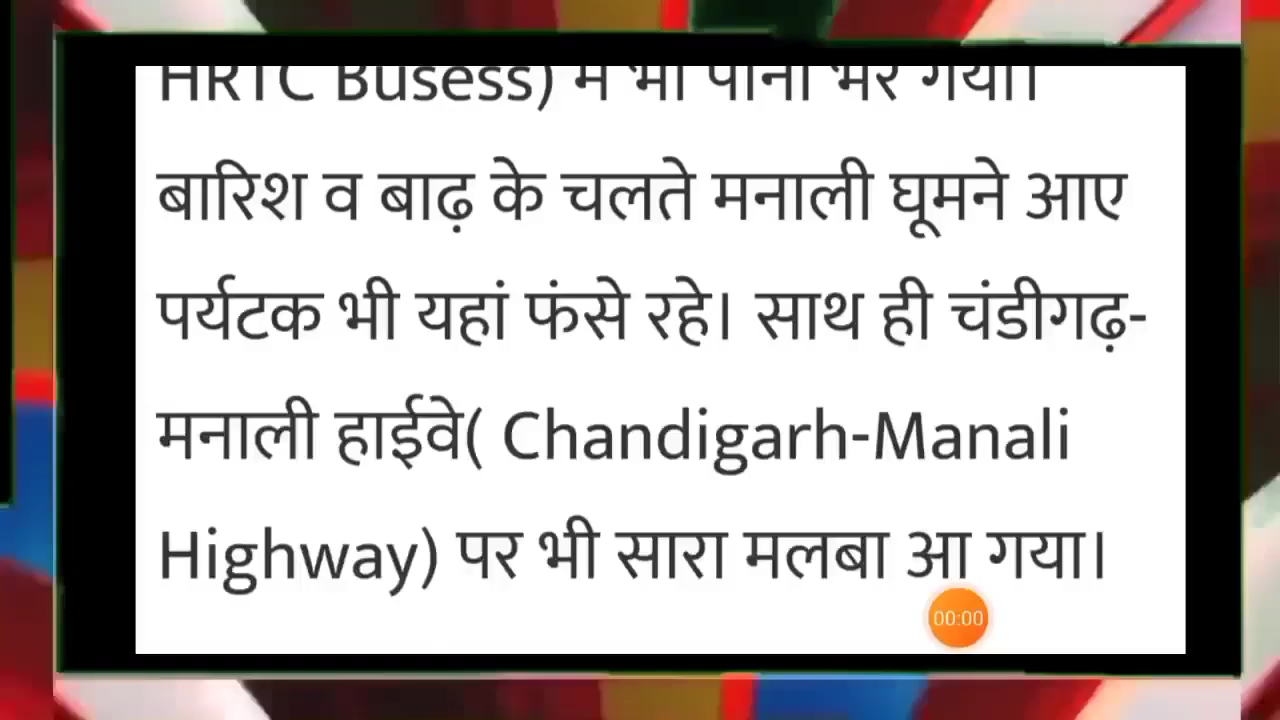 HRTC Busess) में भी पानी भर गया।
बारिश व बाढ़ के चलते मनाली घूमने आए
पर्यटक भी यहां फंसे रहे। साथ ही चंडीगढ़-
मनाली हाईवे( Chandigarh-Manali
Highway) पर भी सारा मलबा आ गया।
00:00